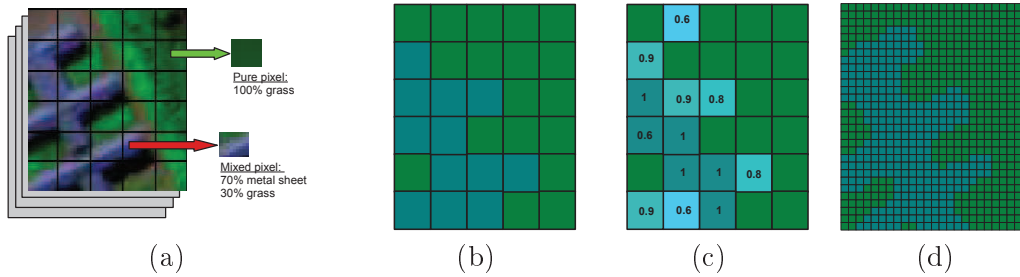 Pure pixel:
100% grass
Mixed pixel:
70% metal sheet
30% grass
0.6
0.9
1 0.9 0.8
0.6 1
1 1 0.8
0.9 0.6 1
(a) (b) (c) (d)